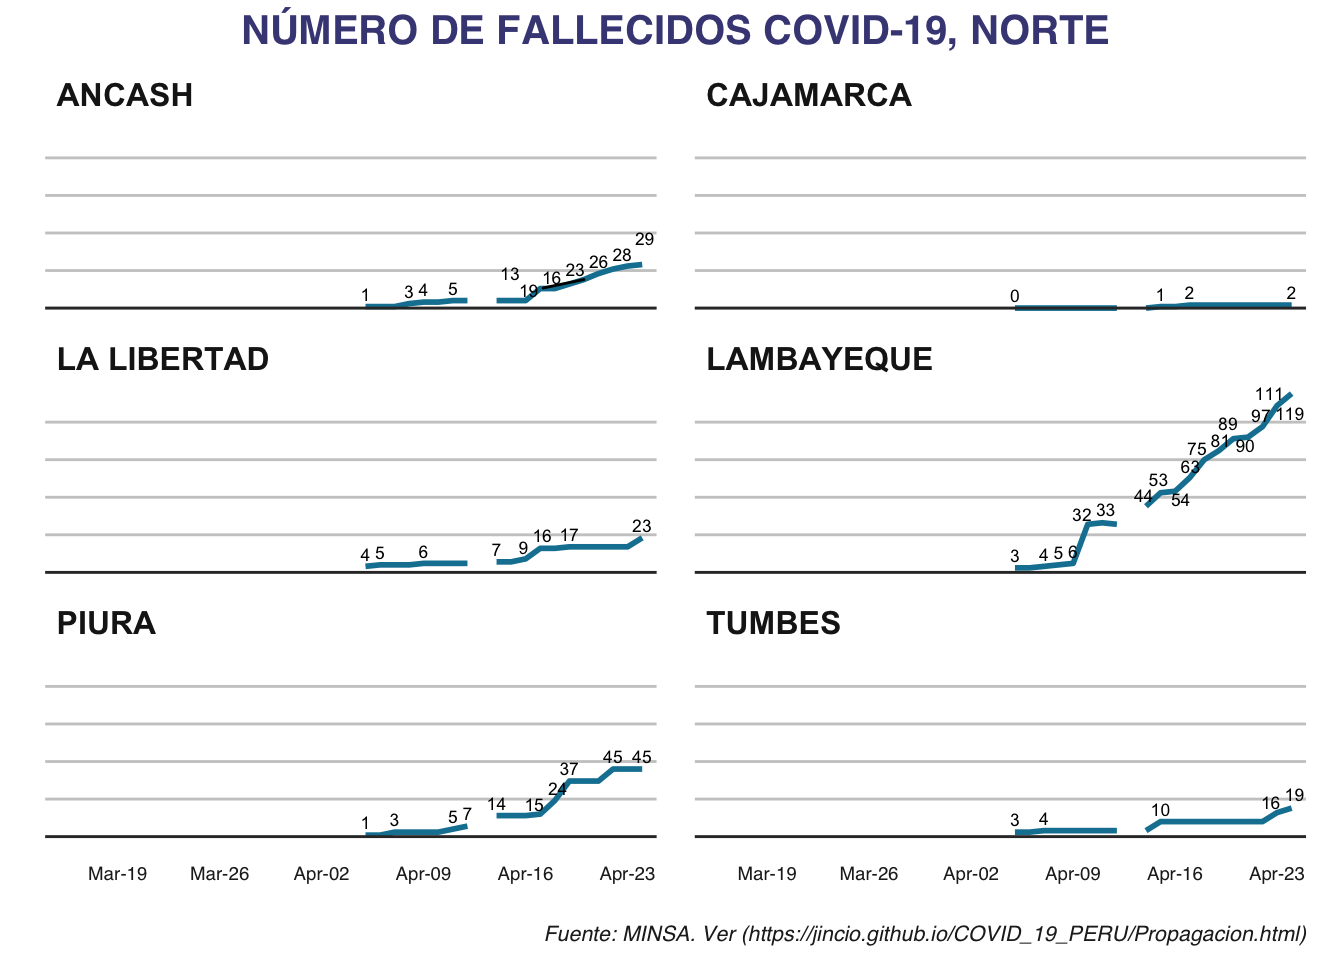 NÚMERO DE FALLECIDOS COVID-19, NORTE
ANCASH
1 3 4 5 13 19 16 23 26 28 29
CAJAMARCA
0 1 2 2
LA LIBERTAD
4 5 6 7 9 16 17 23
LAMBAYEQUE
3 4 5 6 32 33 44 53 54 63 75 81 89 90 97 111 119
PIURA
1 3 5 7 14 15 24 37 45 45
TUMBES
3 4 10 16 19
Mar-19 Mar-26 Apr-02 Apr-09 Apr-16 Apr-23
Mar-19 Mar-26 Apr-02 Apr-09 Apr-16 Apr-23
Fuente: MINSA. Ver (https://jincio.github.io/COVID_19_PERU/Propagacion.html)